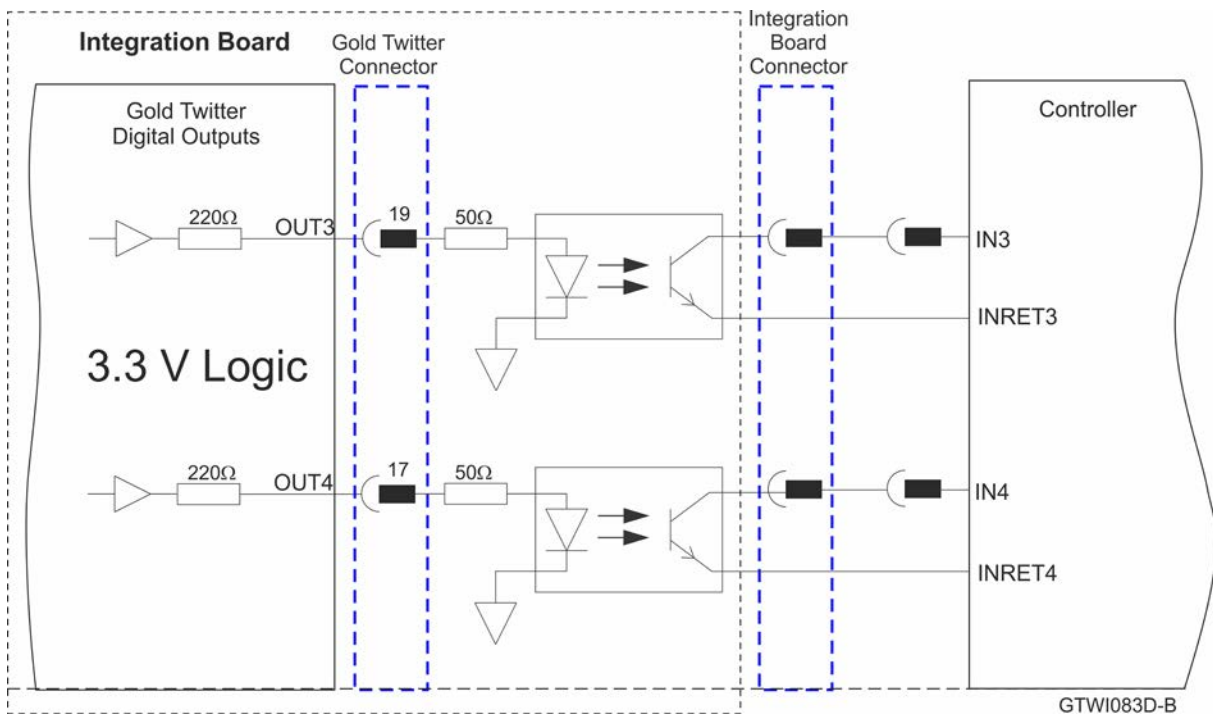 Integration Board
Gold Twitter
Connector
Integration
Board
Connector
Gold Twitter
Digital Outputs
Controller
220Ω
OUT3
19
50Ω
IN3
INRET3
3.3 V Logic
220Ω
OUT4
17
50Ω
IN4
INRET4
GTWI083D-B